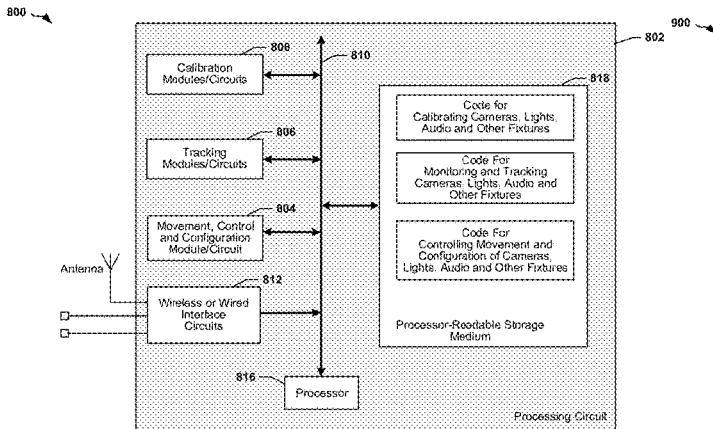 800
900
802
808
Calibration
Modules/Circuits
810
818
Code for
Calibrating Cameras, Lights,
Audio and Other Fixtures
806
Tracking
Modules/Circuits
Code For
Monitoring and Tracking
Cameras, Lights, Audio and
Other Fixtures
804
Movement, Control
and Configuration
Module/Circuit
Code For
Controlling Movement and
Configuration of Cameras,
Lights, Audio and Other Fixtures
Antenna
812
Wireless or Wired
Interface
Circuits
Processor-Readable Storage
Medium
816
Processor
Processing Circuit